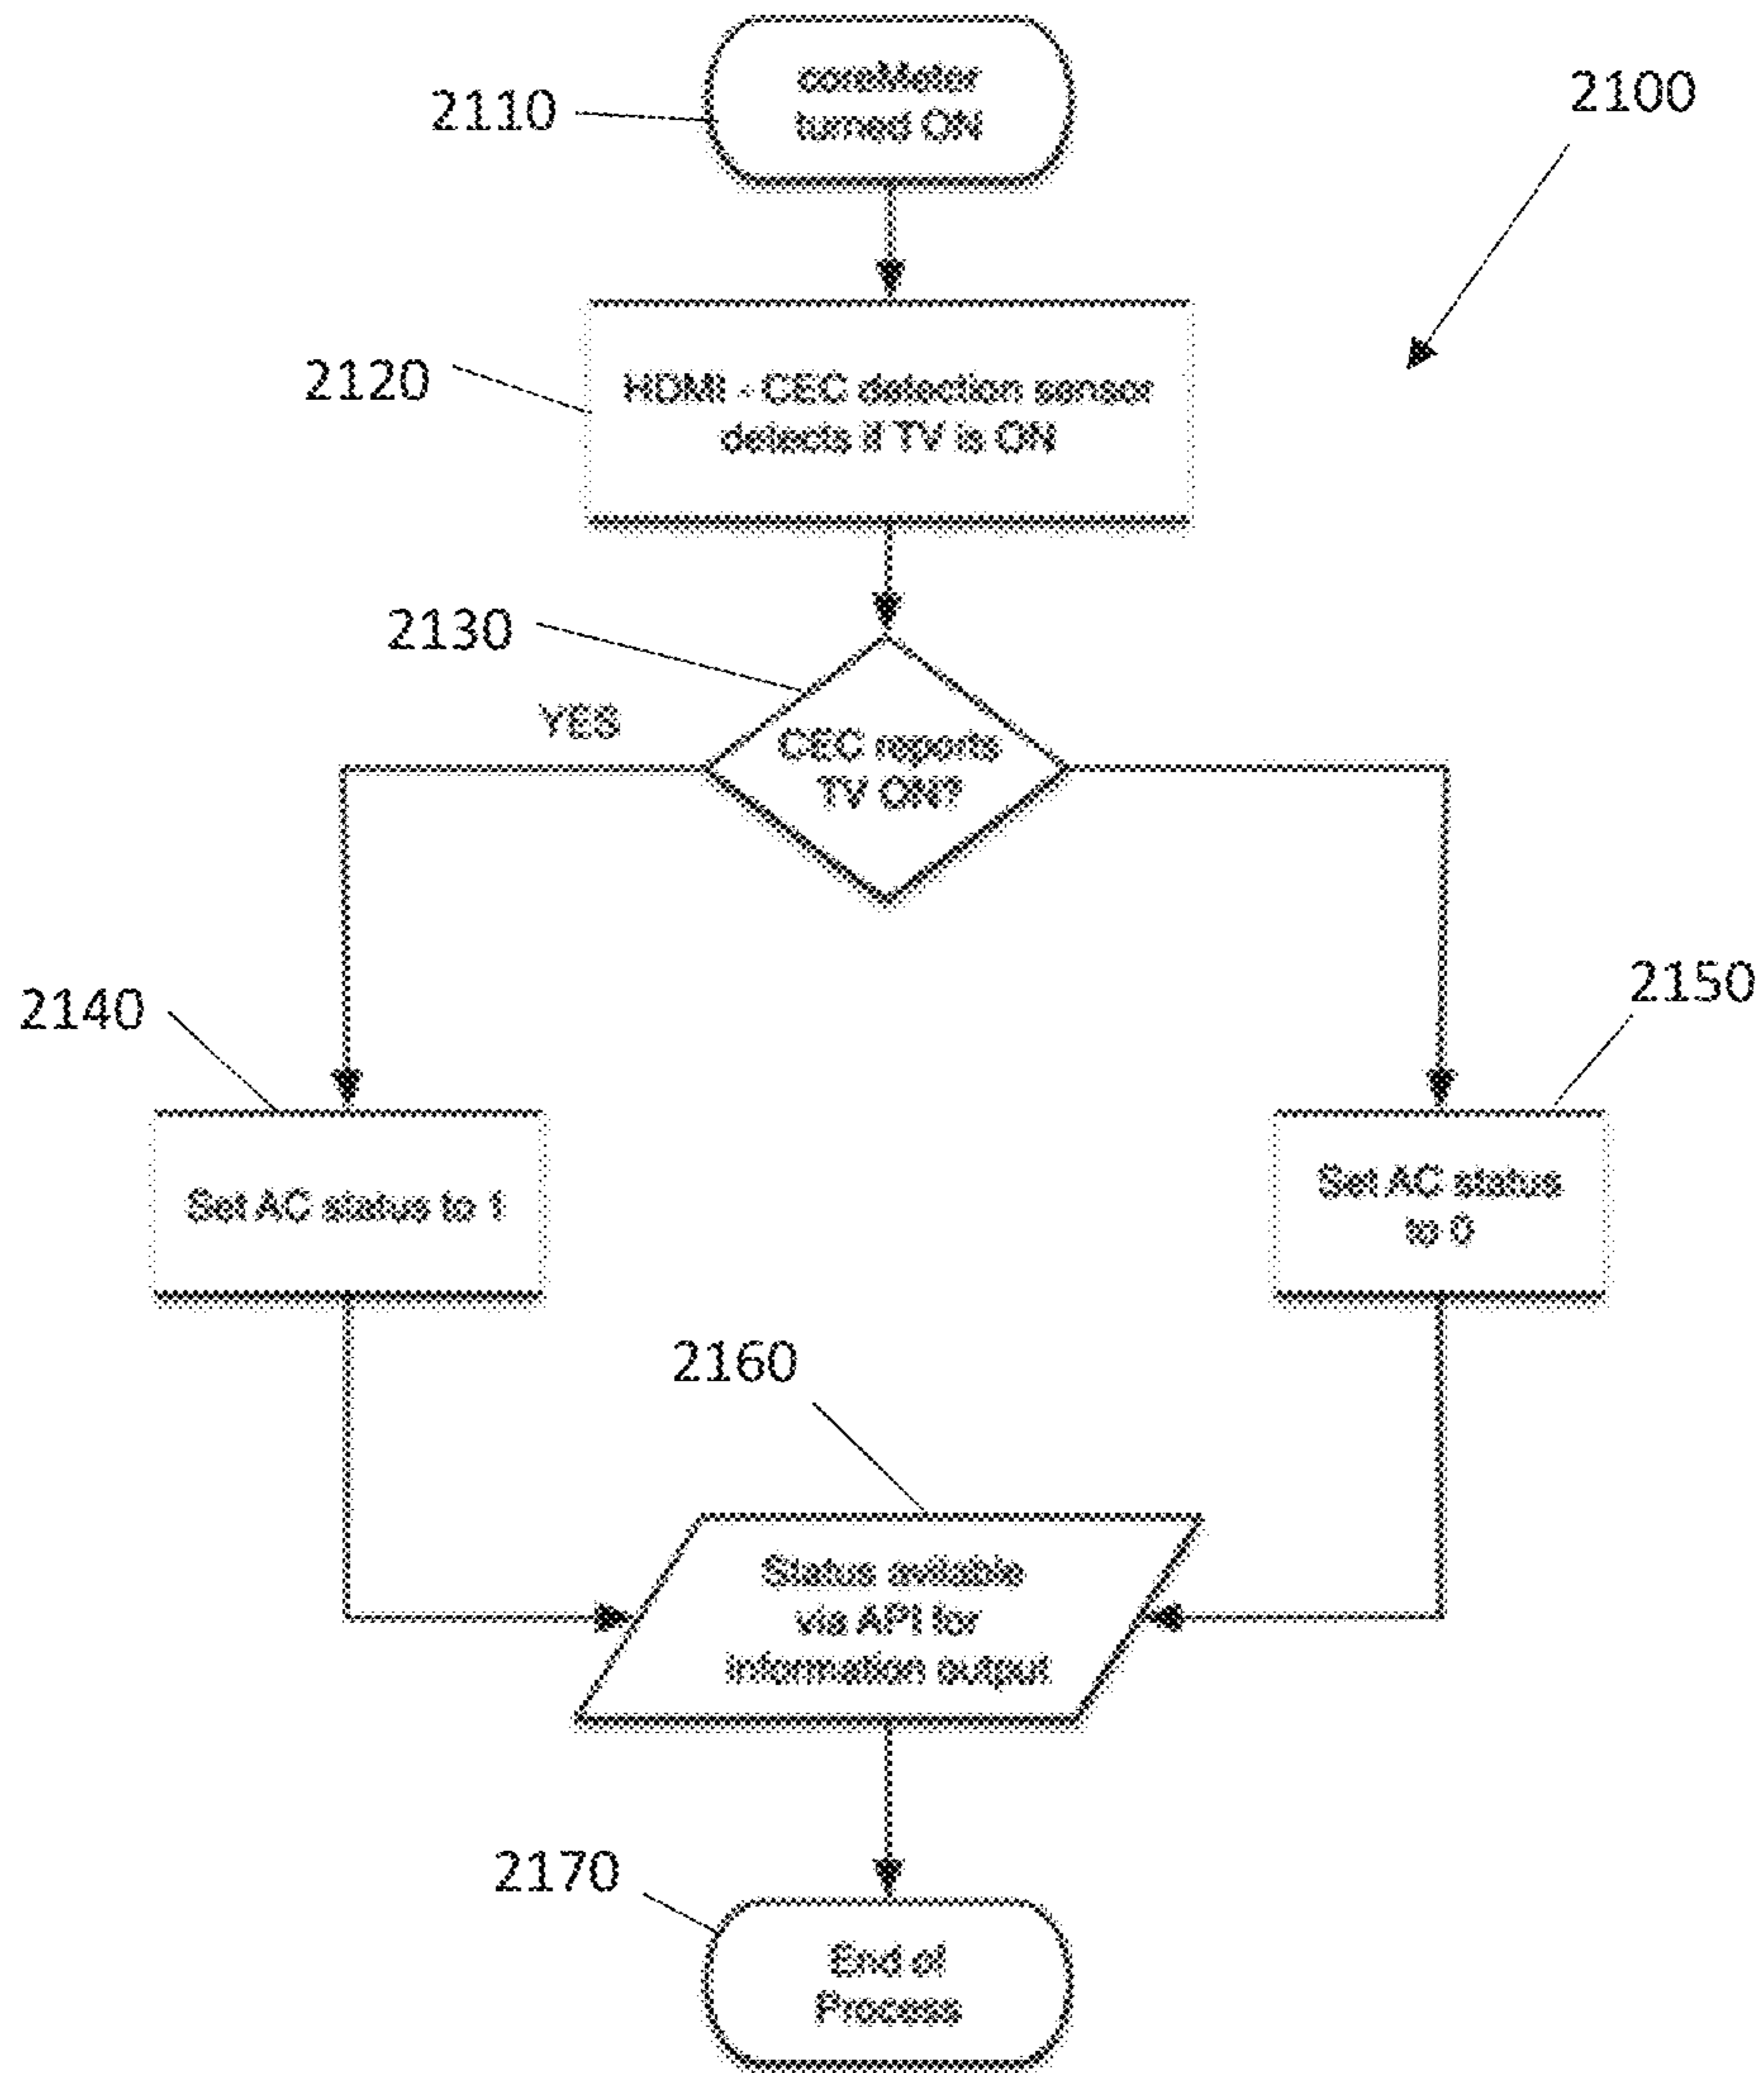 coreMeter
turned ON
2110
2100
HDMI - CEC detection sensor
detects if TV is ON
2120
2130
YES
CEC reports
TV ON?
2140
2150
Set AC status to 1
Set AC status
to 0
2160
Status avilable
via API for
information output
2170
End of
Process